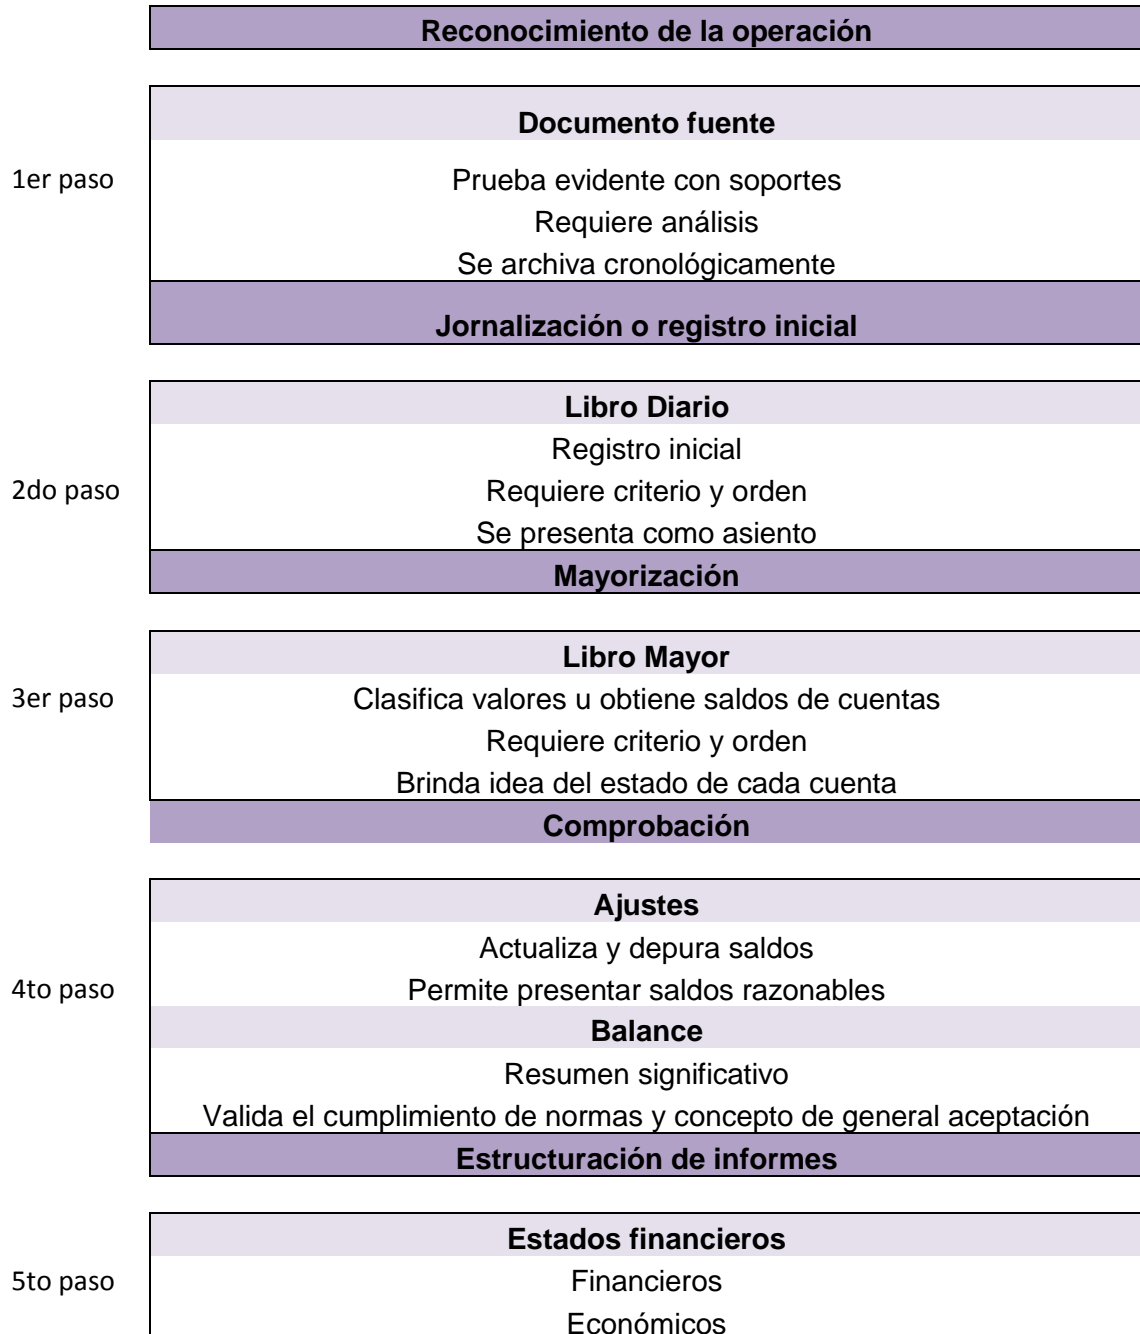 Reconocimiento de la operación
Documento fuente
1er paso
Prueba evidente con soportes
Requiere análisis
Se archiva cronológicamente
Jornalización o registro inicial
Libro Diario
Registro inicial
2do paso
Requiere criterio y orden
Se presenta como asiento
Mayorización
Libro Mayor
3er paso
Clasifica valores u obtiene saldos de cuentas
Requiere criterio y orden
Brinda idea del estado de cada cuenta
Comprobación
Ajustes
Actualiza y depura saldos
4to paso
Permite presentar saldos razonables
Balance
Resumen significativo
Valida el cumplimiento de normas y concepto de general aceptación
Estructuración de informes
Estados financieros
5to paso
Financieros
Económicos